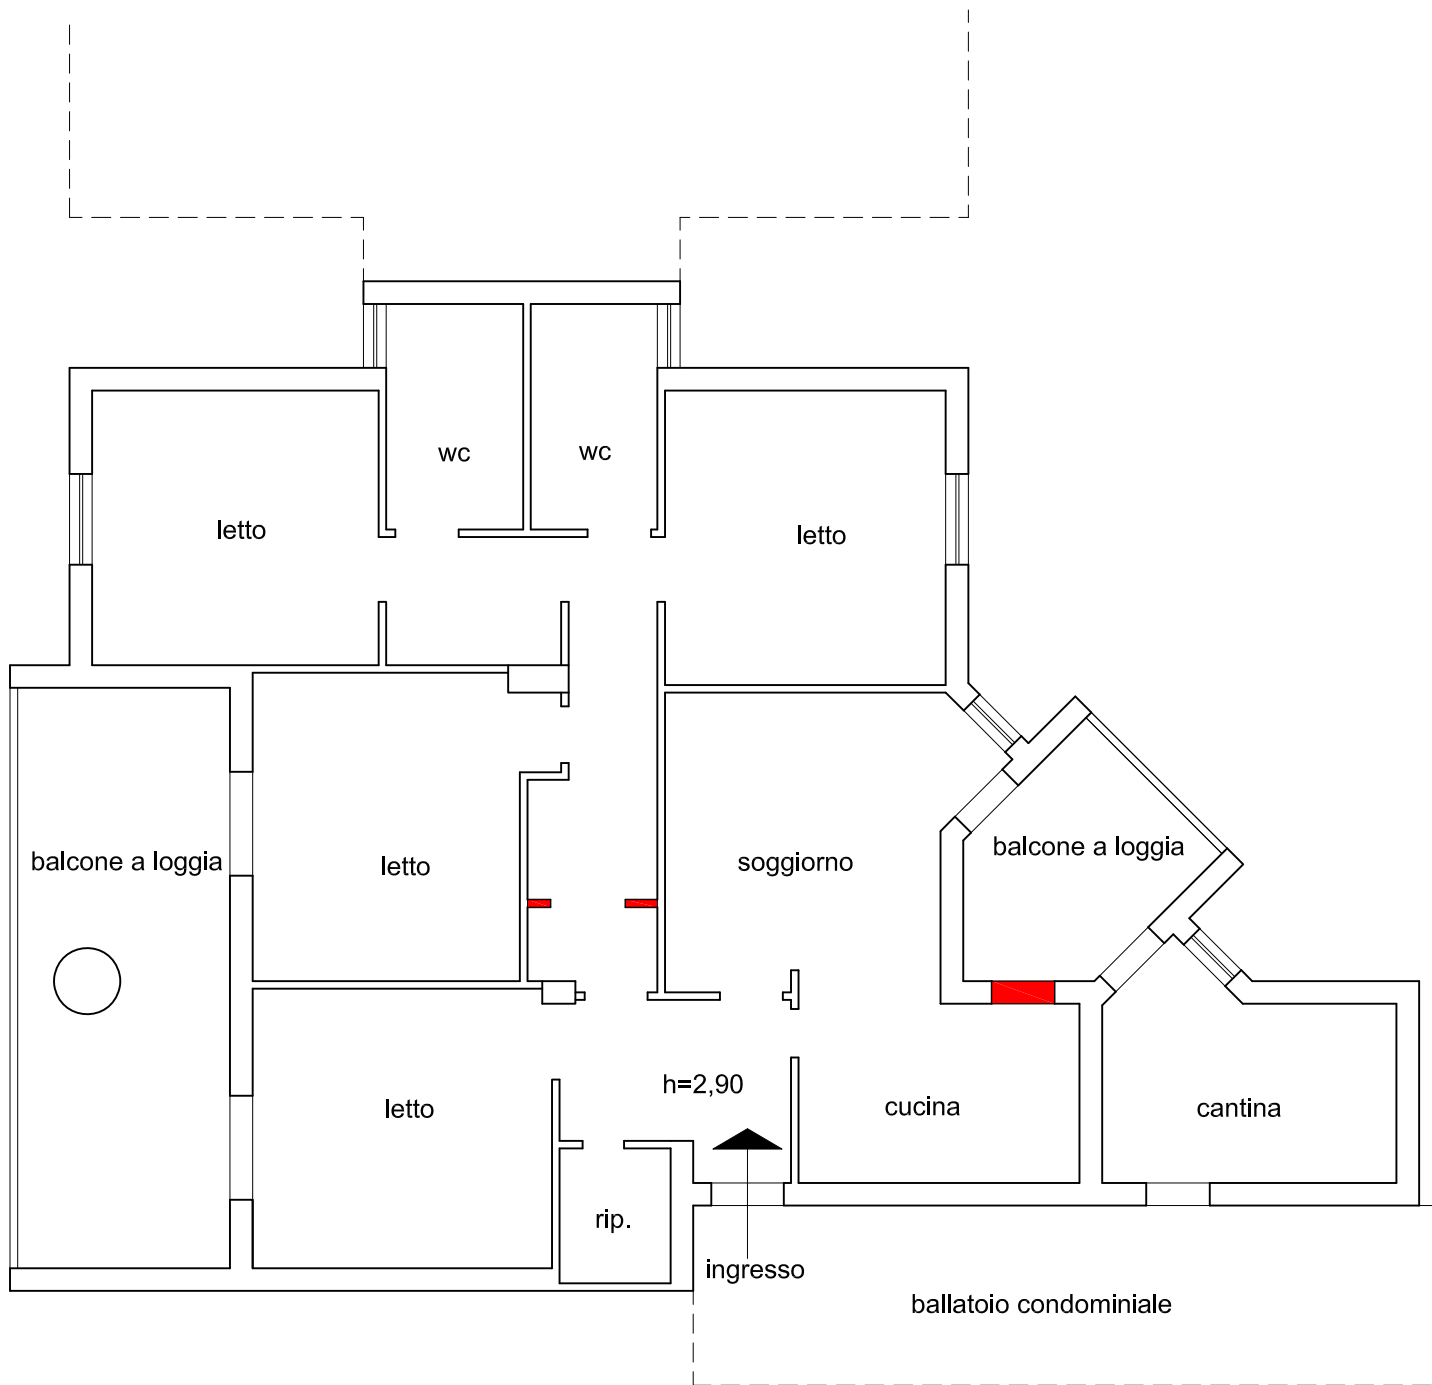 wc
wc
letto
letto
balcone a loggia
balcone a loggia
soggiorno
letto
h=2,90
letto
cucina
cantina
rip.
ingresso
ballatoio condominiale